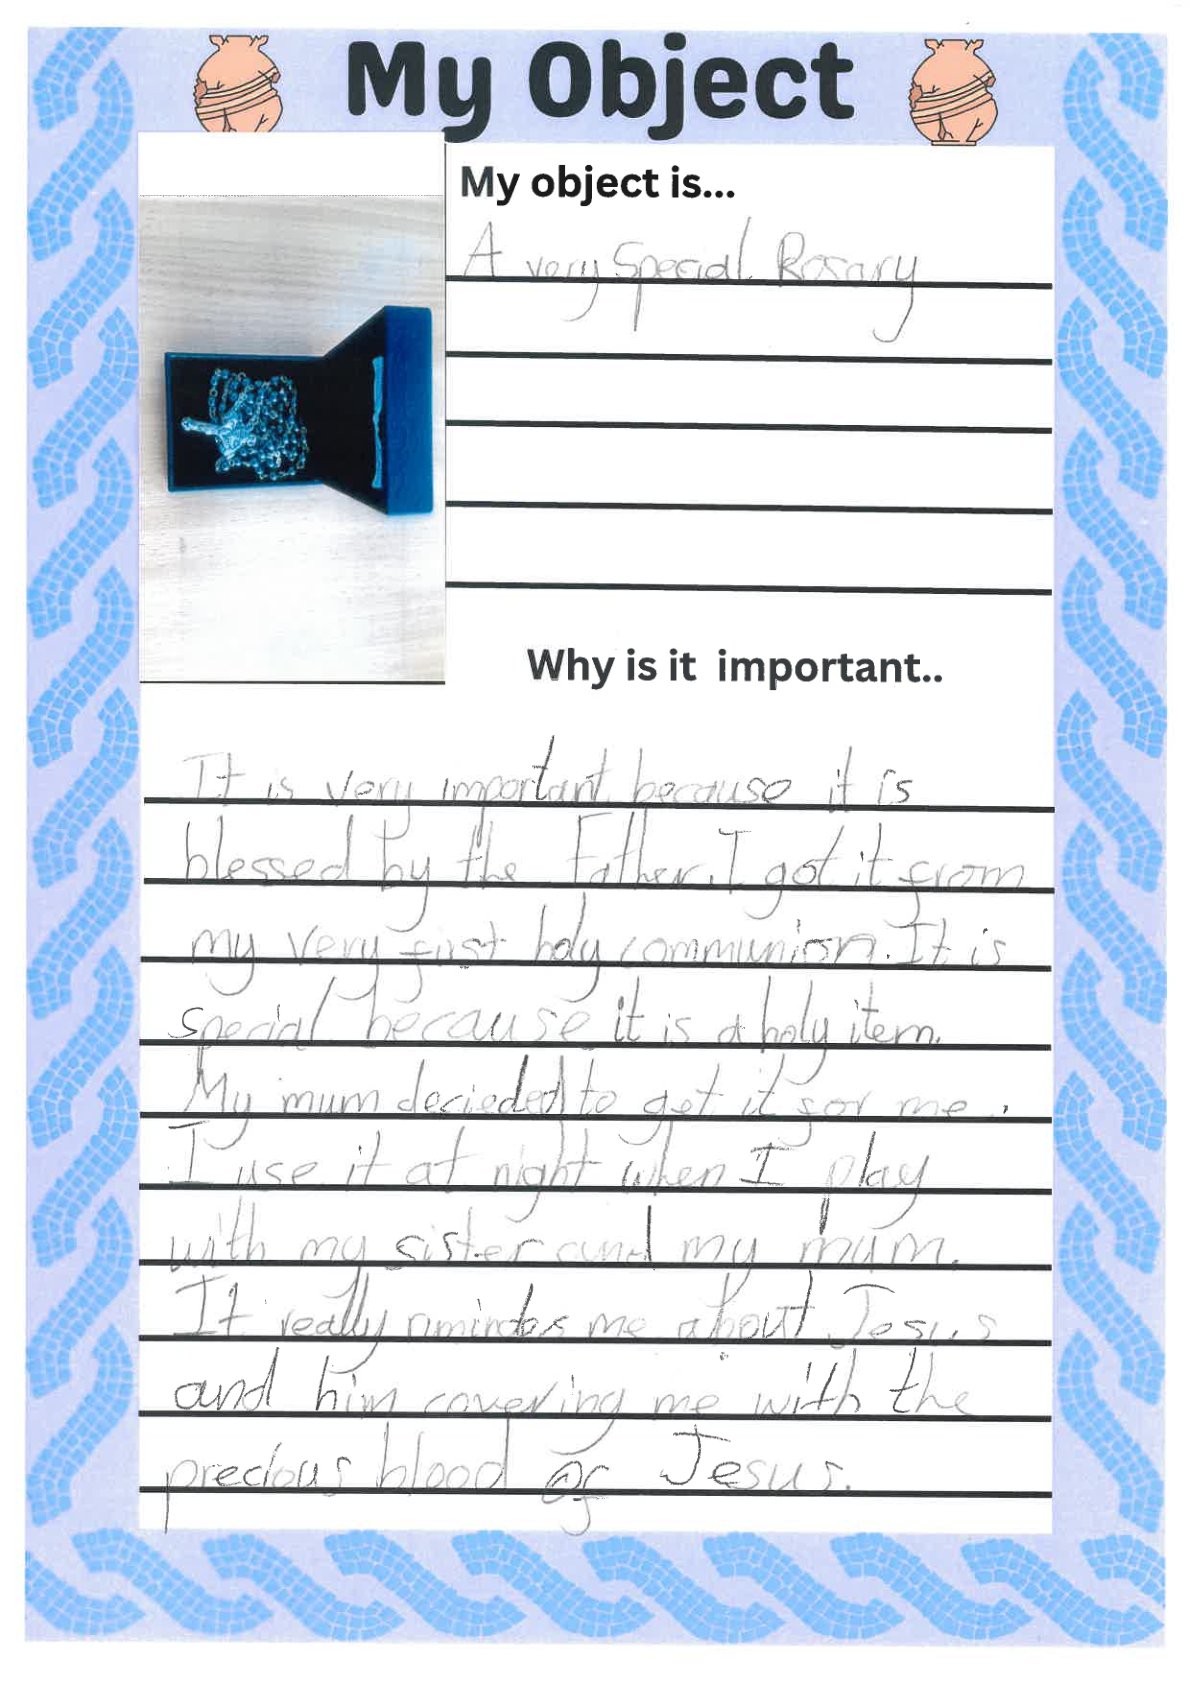 My Object
My object is...
A very Special Rosary
Why is it important..
It is very important because it is
blessed by the Father. I got it from
my very first holy communion. It is
special because it is a holy item.
My mum decieded to get it for me.
I use it at night when I play
with my sister and my mum.
It really me about Jesus
and him covering me with the
precious blood of Jesus.